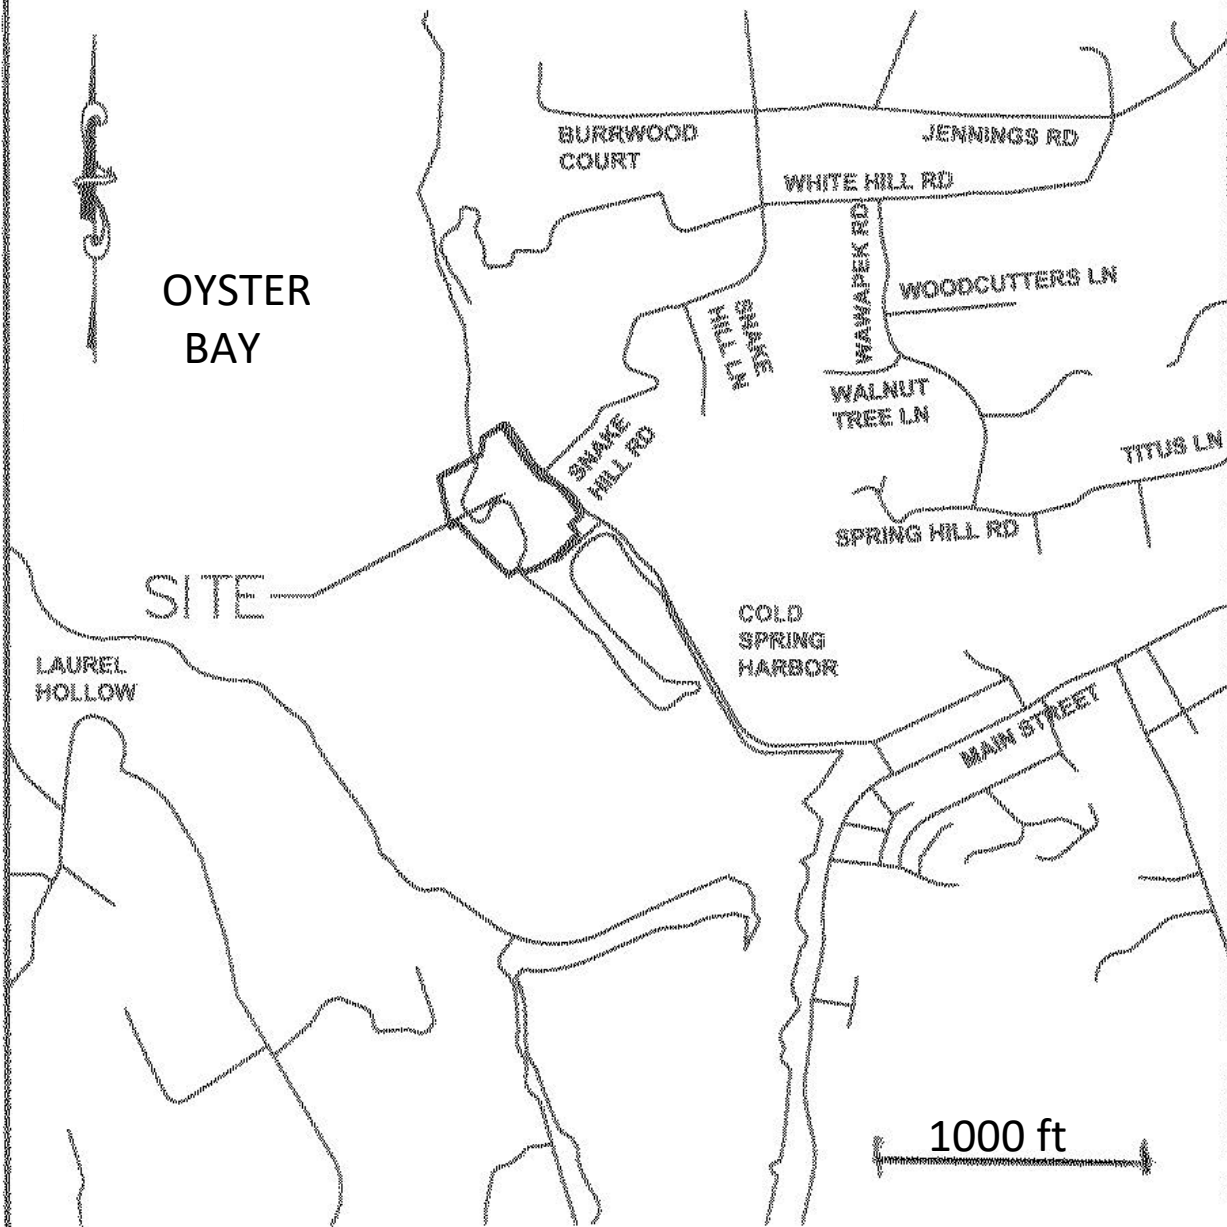 BURRWOOD
COURT
JENNINGS RD
WHITE HILL RD
WAWAPEK RD
WOODCUTTERS LN
OYSTER
BAY
SNAKE
HILL LN
WALNUT
TREE LN
SNAKE
HILL RD
TITUS LN
SPRING HILL RD
SITE
COLD
SPRING
HARBOR
LAUREL
HOLLOW
MAIN STREET
1000 ft